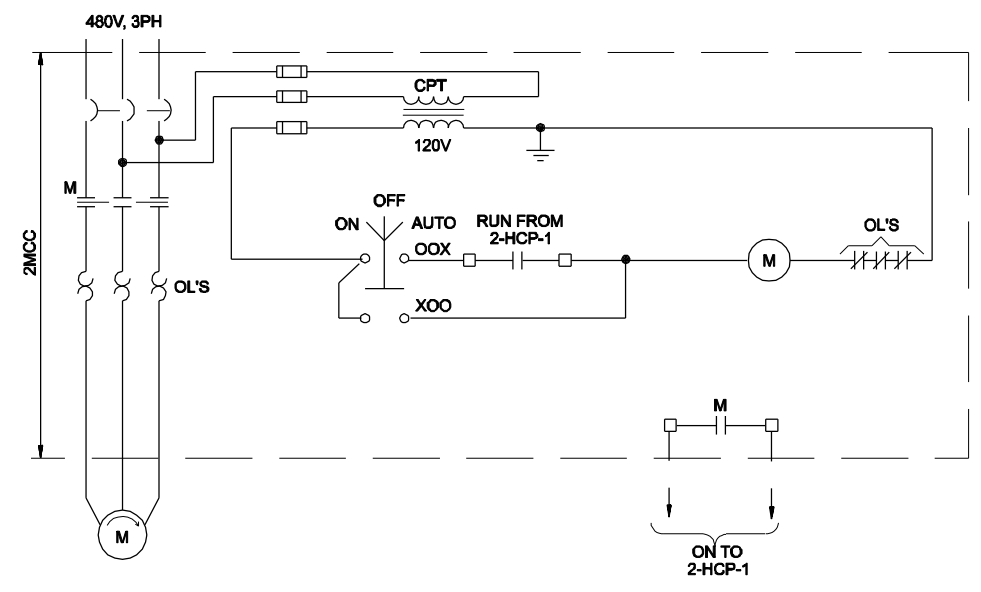 480V, 3PH
CPT
120V
M
OFF
ON
AUTO
RUN FROM
2-HCP-1
OOX
OL'S
M
2MCC
OL'S
XOO
M
M
ON TO
2-HCP-1